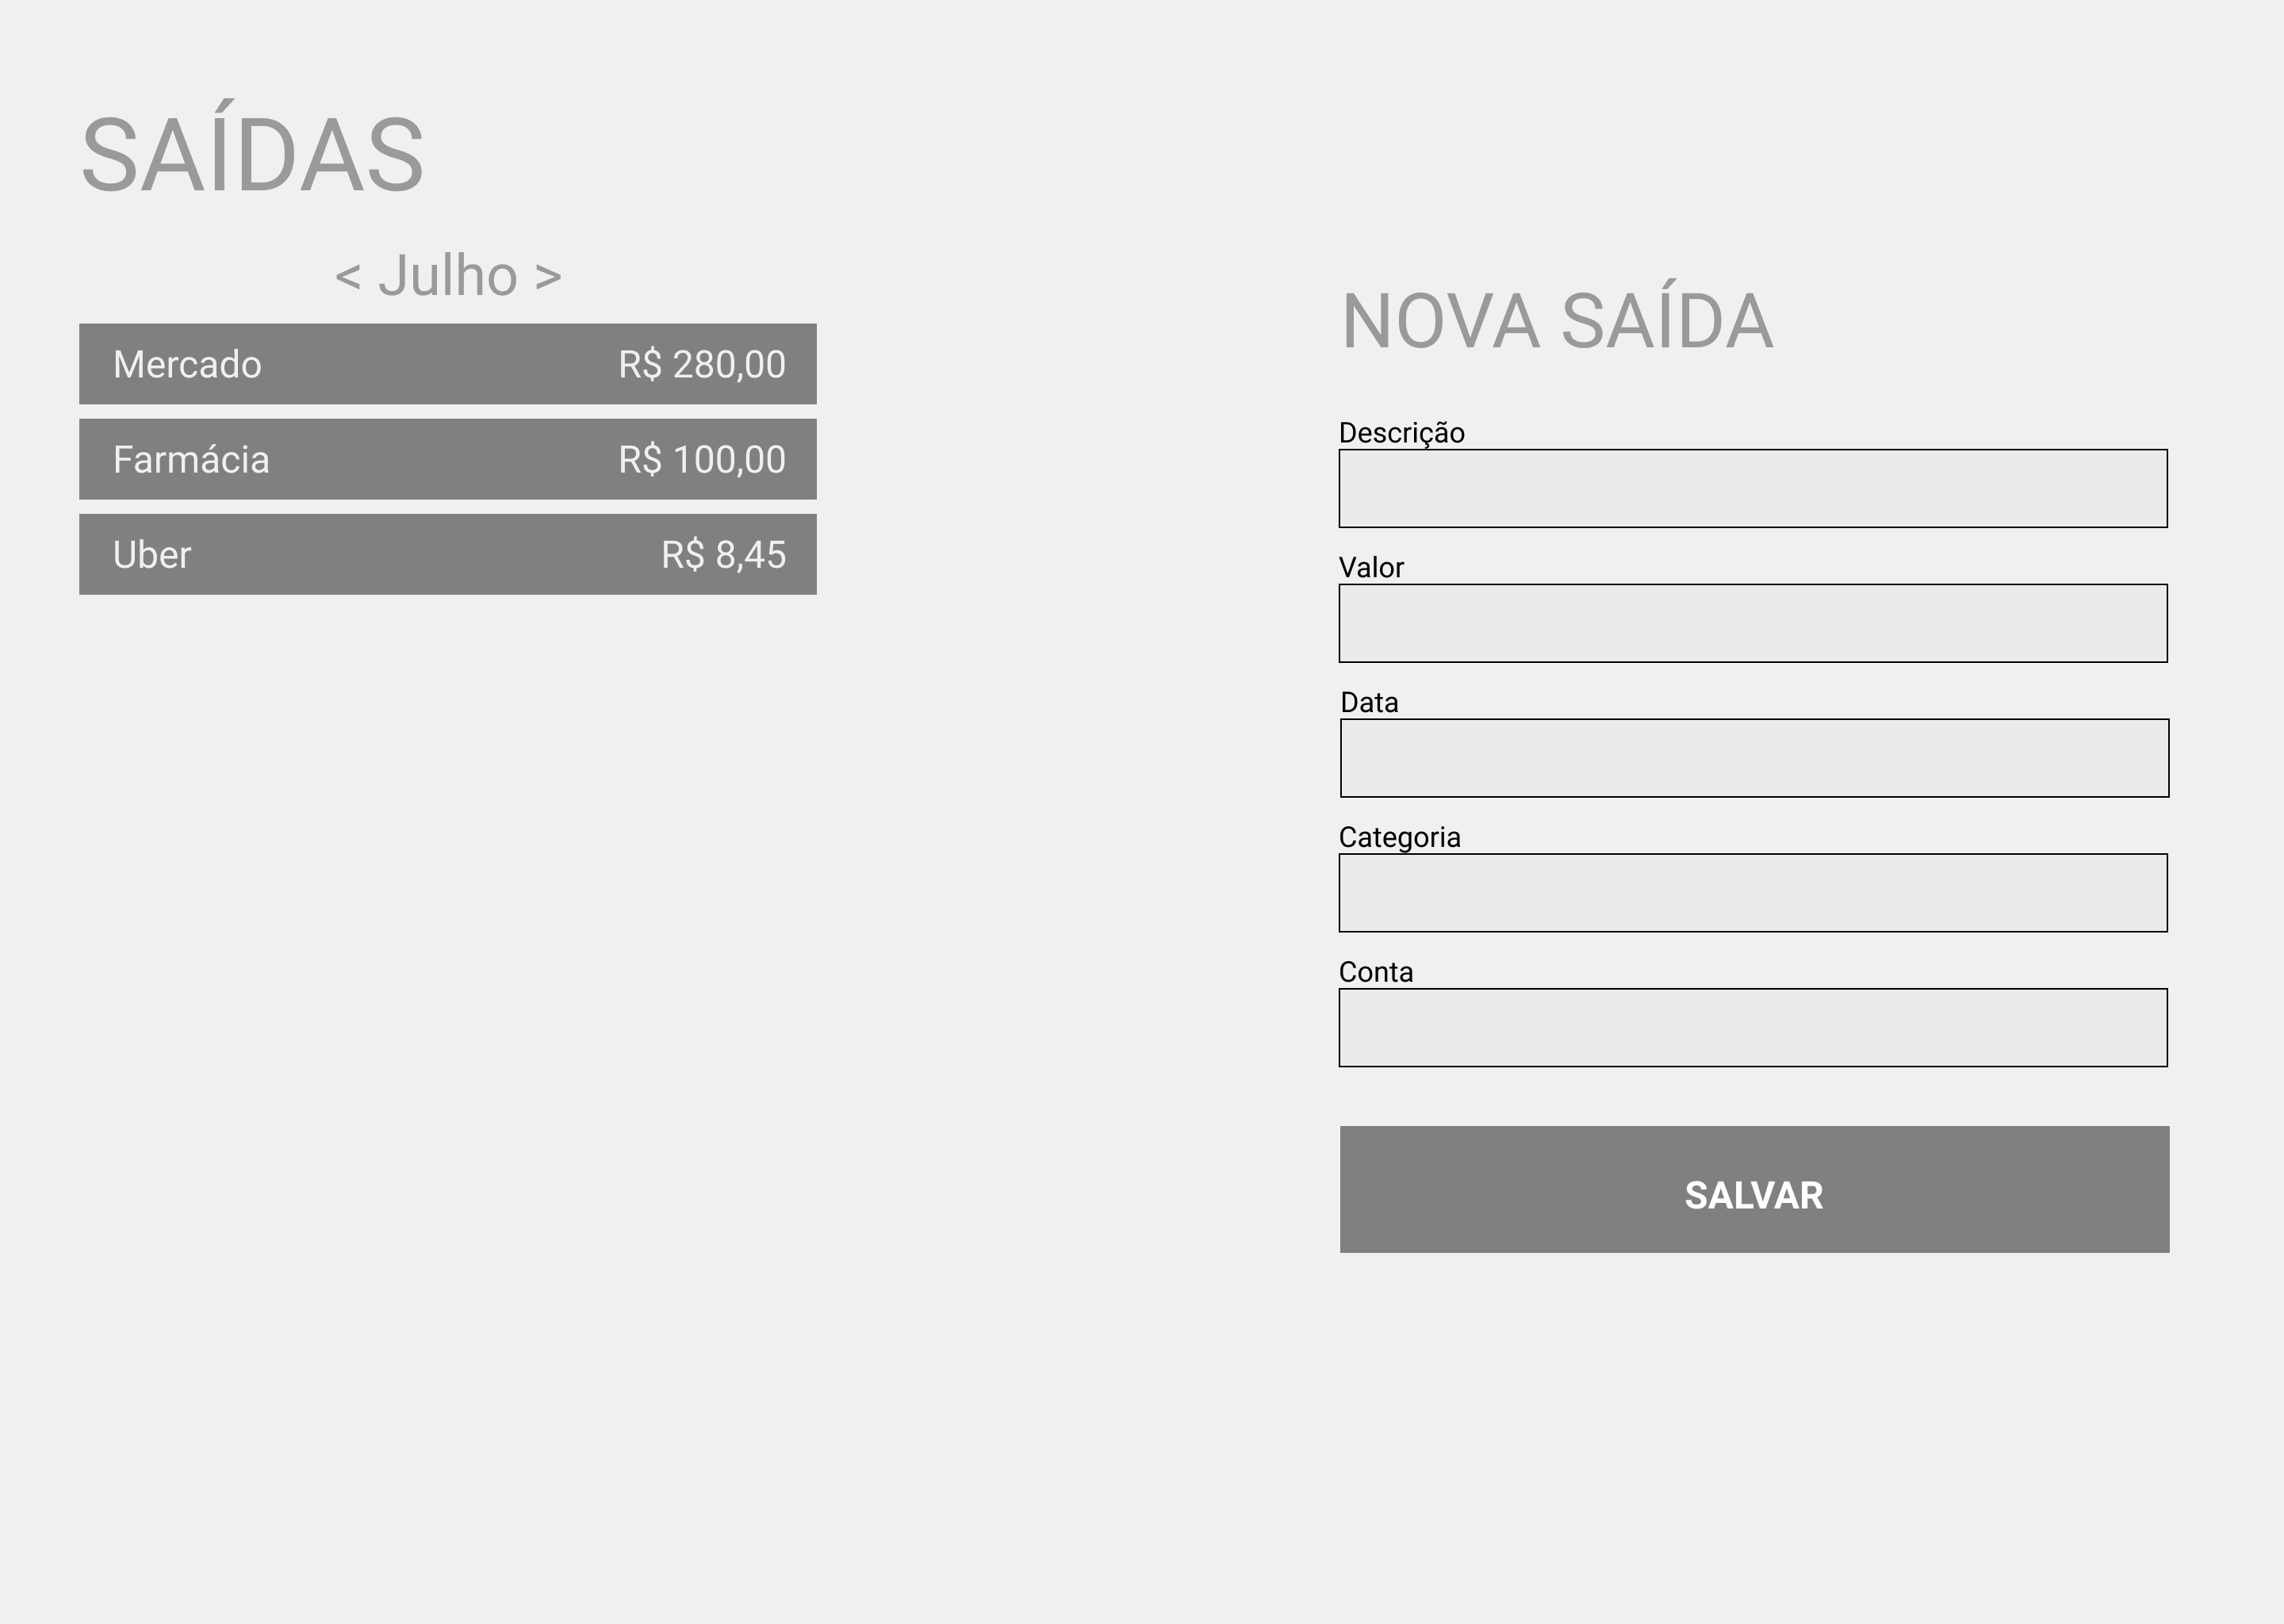 SAÍDAS
< Julho >
Mercado R$ 280,00
Farmácia R$ 100,00
Uber R$ 8,45
NOVA SAÍDA
Descrição
Valor
Data
Categoria
Conta
SALVAR